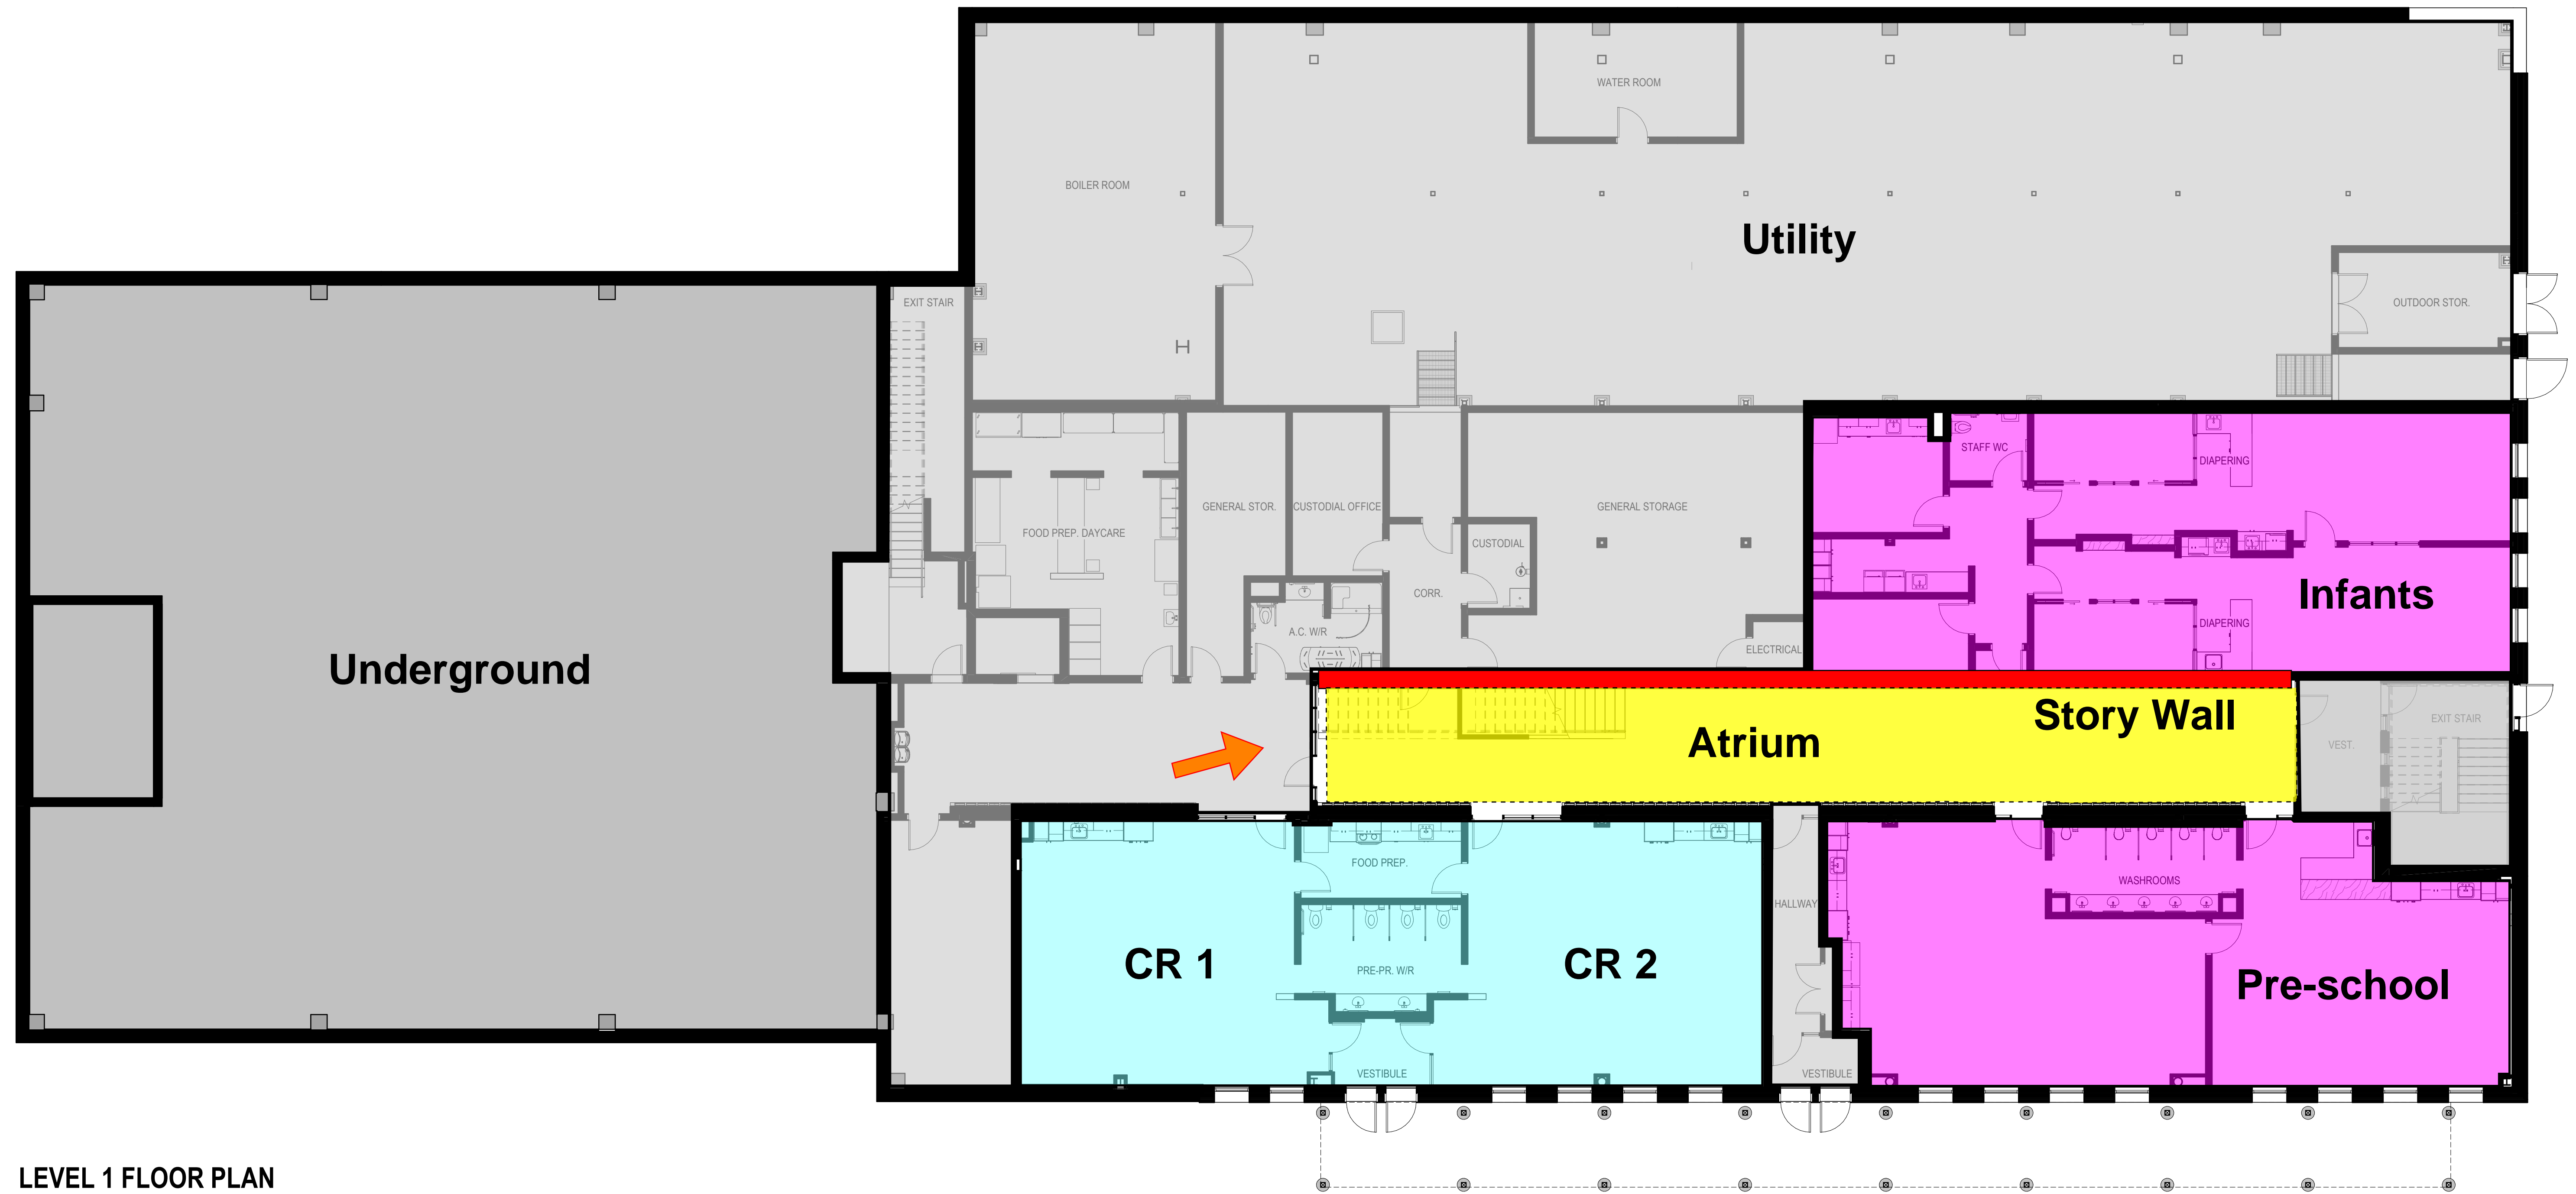 WATER ROOM
BOILER ROOM
Utility
EXIT STAIR
OUTDOOR STOR.
STAFF WC
DIAPERING
GENERAL STOR.
CUSTODIAL OFFICE
GENERAL STORAGE
FOOD PREP. DAYCARE
CUSTODIAL
CORR.
Infants
A.C. W/R
DIAPERING
ELECTRICAL
Underground
Story Wall
Atrium
EXIT STAIR
VEST.
FOOD PREP.
WASHROOMS
HALLWAY
CR 1
CR 2
PRE-PR. W/R
Pre-school
VESTIBULE
VESTIBULE
LEVEL 1 FLOOR PLAN